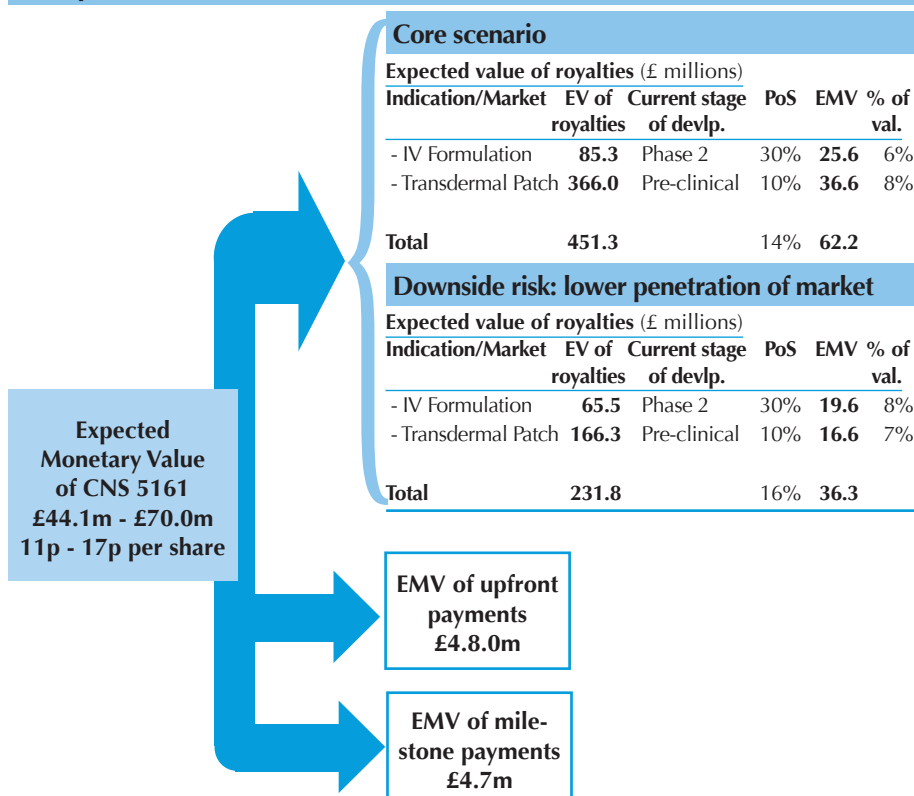 Core scenario
Expected value of royalties (£ millions)
Indication/Market EV of Current stage PoS EMV % of
royalties of devlp. val.
- IV Formulation 85.3 Phase 2 30% 25.6 6%
- Transdermal Patch 366.0 Pre-clinical 10% 36.6 8%
Total 451.3 14% 62.2
Downside risk: lower penetration of market
Expected value of royalties (£ millions)
Indication/Market EV of Current stage PoS EMV % of
royalties of devlp. val.
- IV Formulation 65.5 Phase 2 30% 19.6 8%
- Transdermal Patch 166.3 Pre-clinical 10% 16.6 7%
Total 231.8 16% 36.3
Expected
Monetary Value
of CNS 5161
£44.1m - £70.0m
11p - 17p per share
EMV of upfront
payments
£4.8.0m
EMV of mile-
stone payments
£4.7m